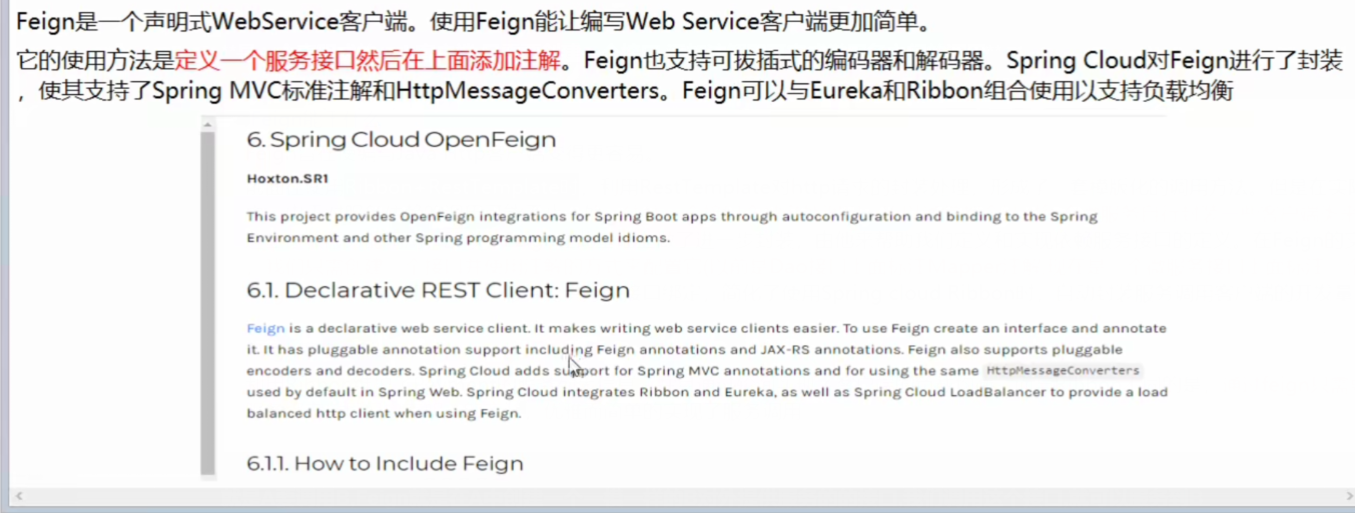 Feign是一个声明式WebService客户端。使用Feign能让编写Web Service客户端更加简单。
它的使用方法是定义一个服务接口然后在上面添加注解。Feign也支持可拔插式的编码器和解码器。Spring Cloud对Feign进行了封装
，使其支持了Spring MVC标准注解和HttpMessageConverters。Feign可以与Eureka和Ribbon组合使用以支持负载均衡
6. Spring Cloud OpenFeign
Hoxton.SR1
This project provides OpenFeign integrations for Spring Boot apps through autoconfiguration and binding to the Spring
Environment and other Spring programming model idioms.
6.1. Declarative REST Client: Feign
Feign is a declarative web service client. It makes writing web service clients easier. To use Feign create an interface and annotate
it. It has pluggable annotation support including Feign annotations and JAX-RS annotations. Feign also supports pluggable
encoders and decoders. Spring Cloud adds support for Spring MVC annotations and for using the same HttpMessageConverters
used by default in Spring Web. Spring Cloud integrates Ribbon and Eureka, as well as Spring Cloud LoadBalancer to provide a load
balanced http client when using Feign.
6.1.1. How to Include Feign